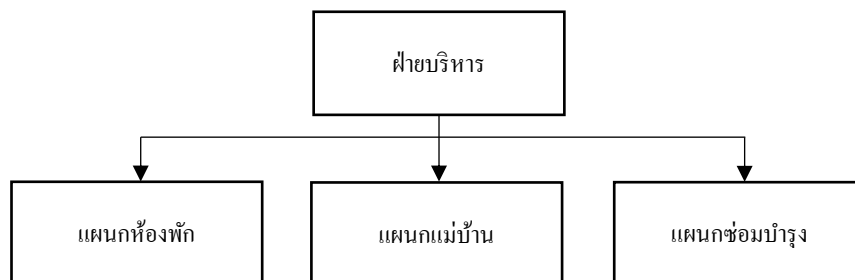 ฝ่ายบริหาร
แผนกห้องพัก
แผนกแม่บ้าน
แผนกซ่อมบำรุง